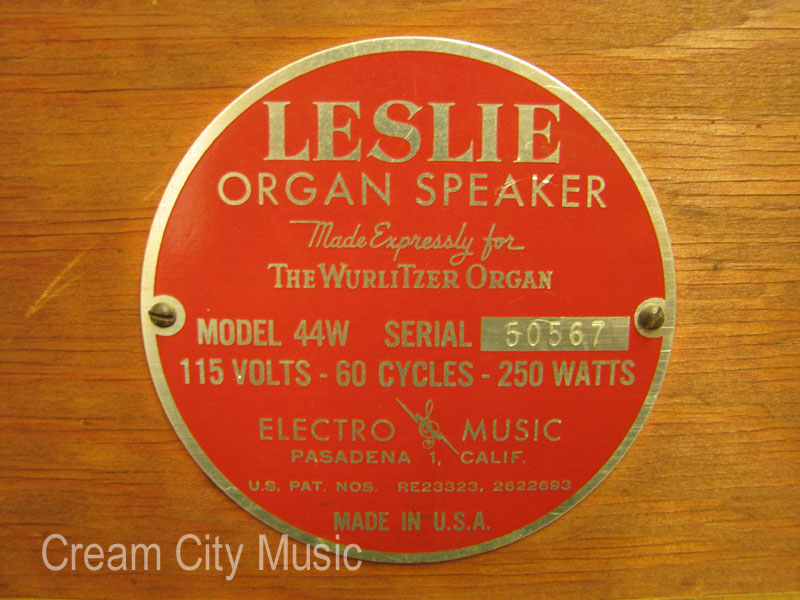 LESLIE
ORGAN SPEAKER
Made Expressly for
THE WURLITZER ORGAN
MODEL 44W SERIAL 50567
115 VOLTS - 60 CYCLES - 250 WATTS
ELECTRO MUSIC
PASADENA 1, CALIF.
U.S. PAT. NOS. RE23323, 2622693
MADE IN U.S.A.
Cream City Music